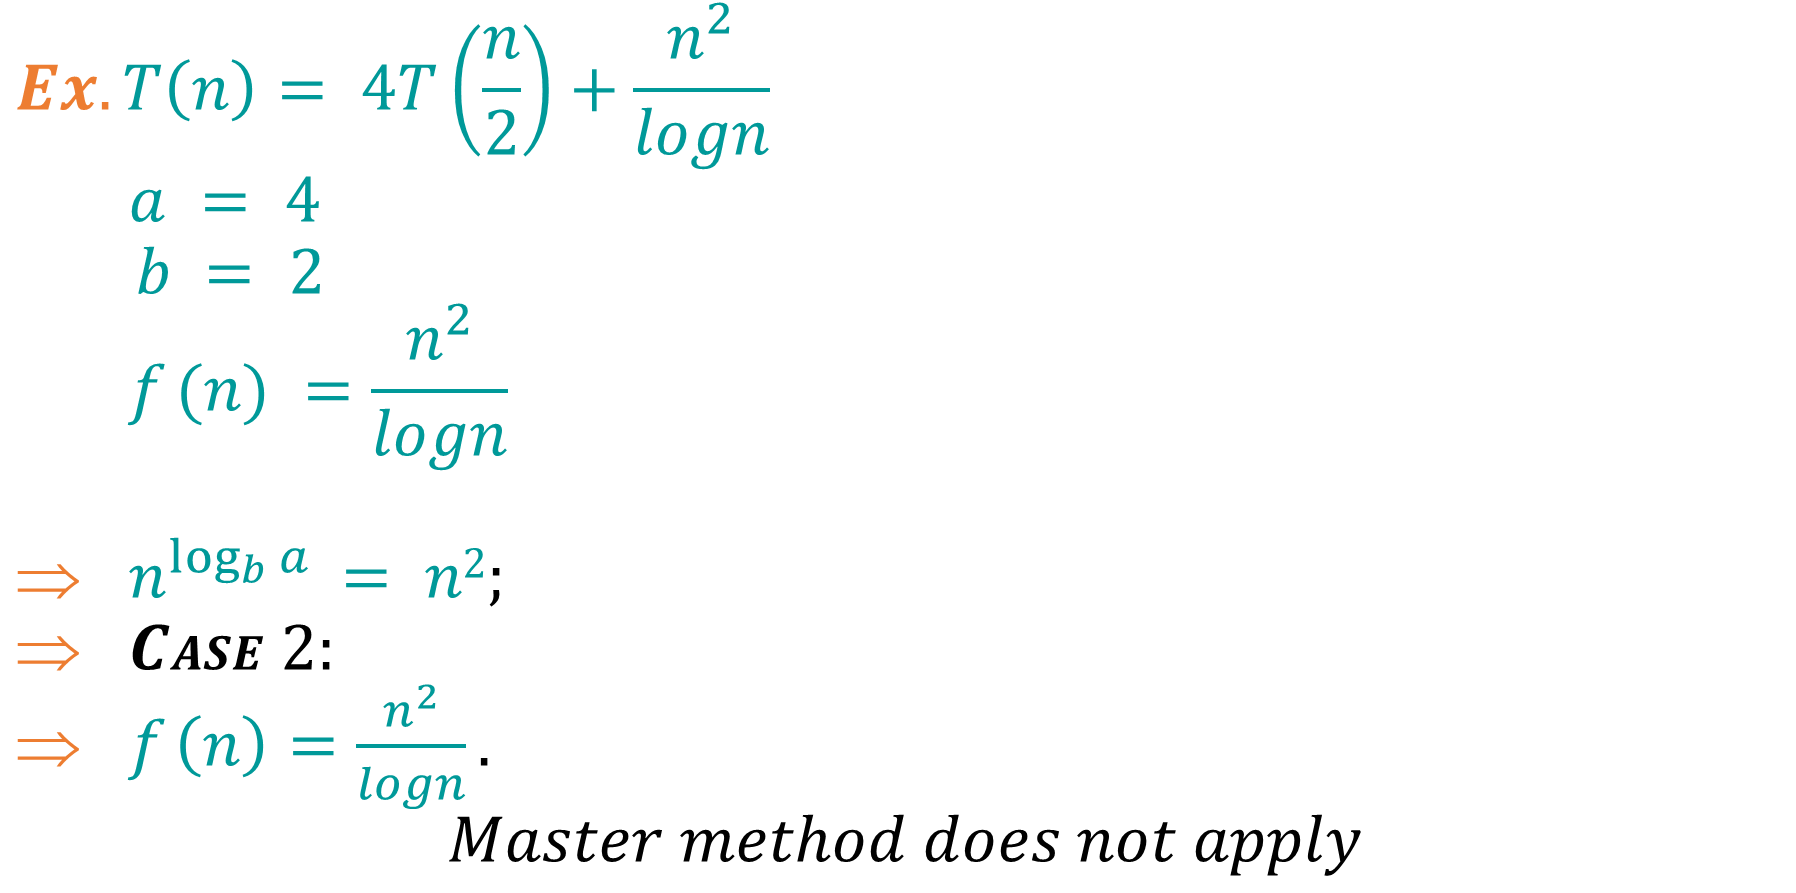 Ex. T(n) = 4T(n/2) + n²/logn
a = 4
b = 2
f(n) = n²/logn
⇒ n^(log_b a) = n²;
⇒ CASE 2:
⇒ f(n) = n²/logn.
Master method does not apply